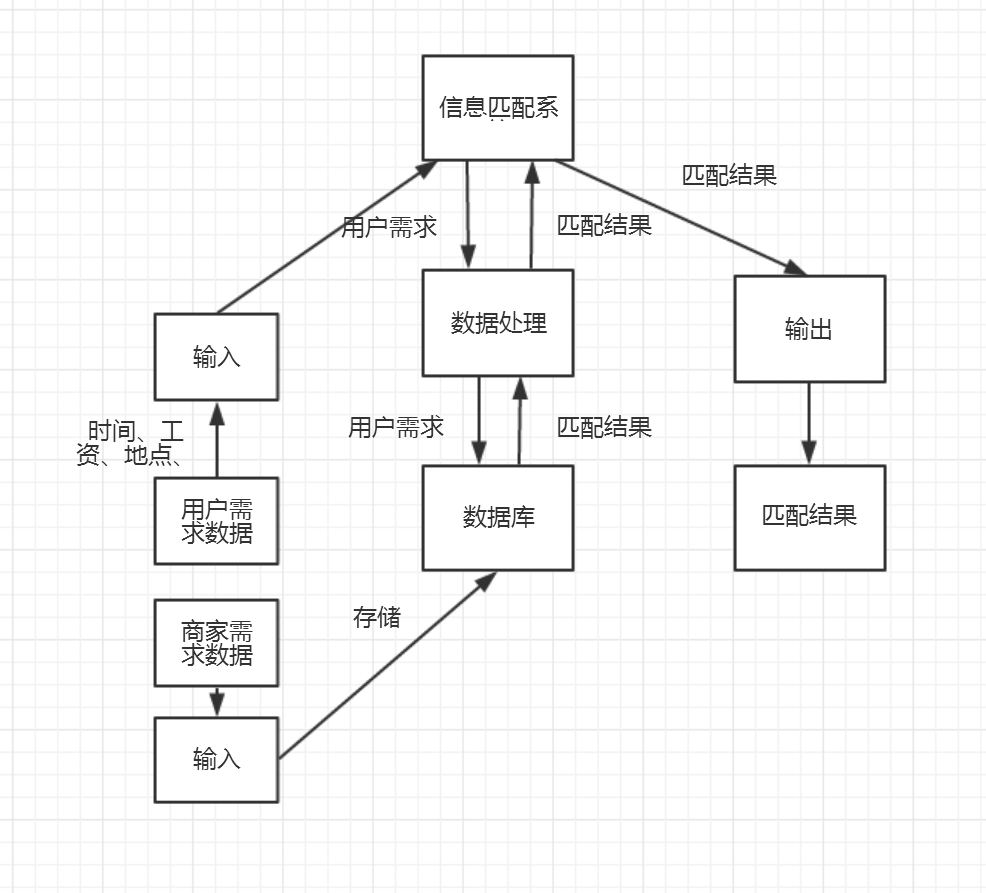 信息匹配系
匹配结果
用户需求
匹配结果
数据处理
输出
输入
用户需求
匹配结果
时间、工
资、地点、
用户需
求数据
数据库
匹配结果
商家需
求数据
存储
输入